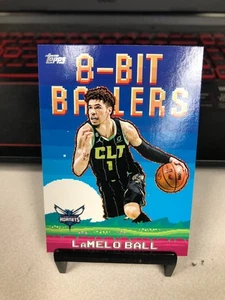 Topps
8-BIT
BALLERS
CLT
1
HORNETS
LAMELO BALL